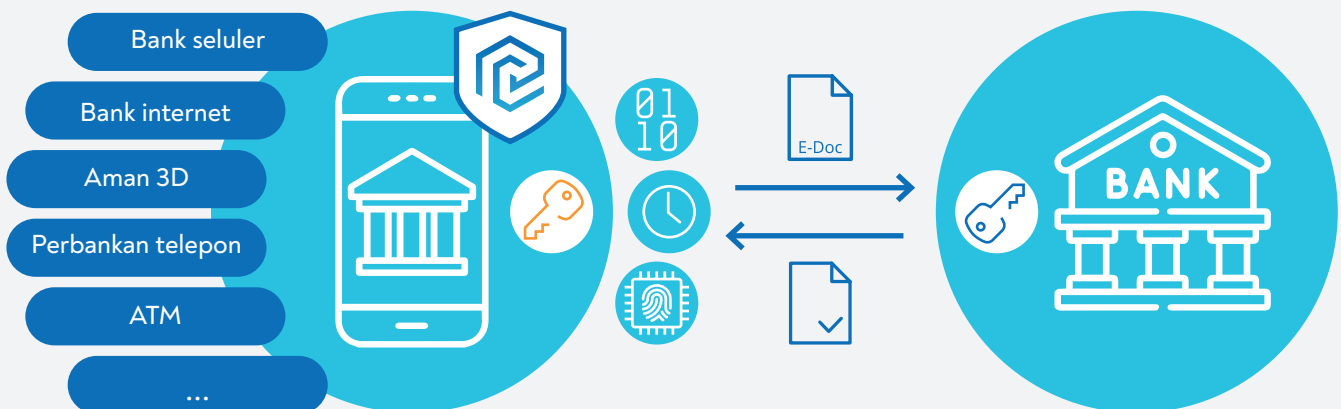 Bank seluler
Bank internet
Aman 3D
Perbankan telepon
ATM
...
01
10
E-Doc
BANK